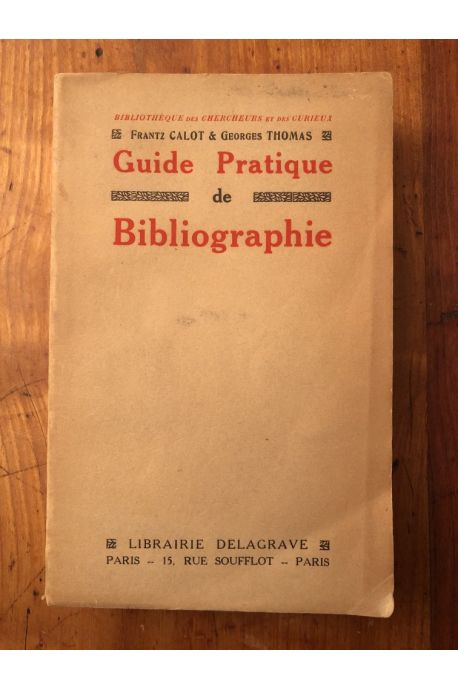 BIBLIOTHÈQUE DES CHERCHEURS ET DES CURIEUX
FRANTZ CALOT & GEORGES THOMAS
Guide Pratique
de
Bibliographie
LIBRAIRIE DELAGRAVE
PARIS -- 15, RUE SOUFFLOT -- PARIS